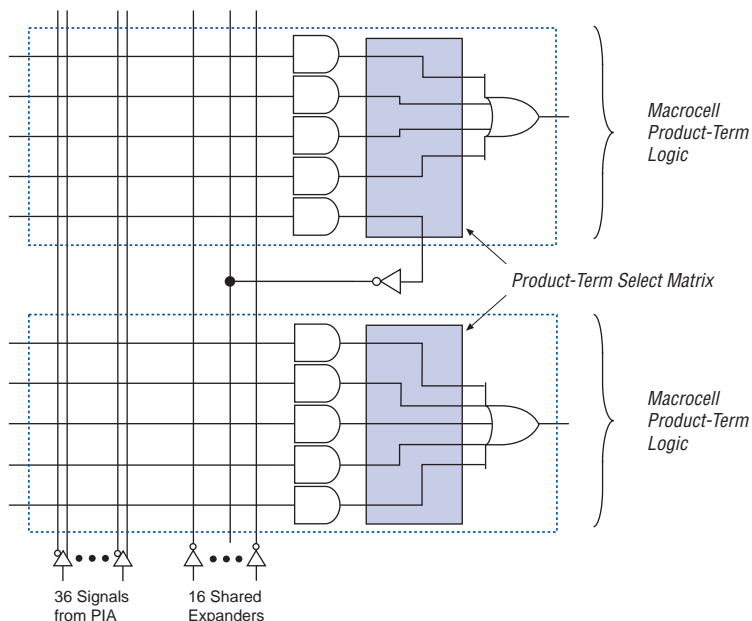 Macrocell
Product-Term
Logic
Product-Term Select Matrix
Macrocell
Product-Term
Logic
36 Signals
from PIA
16 Shared
Expanders